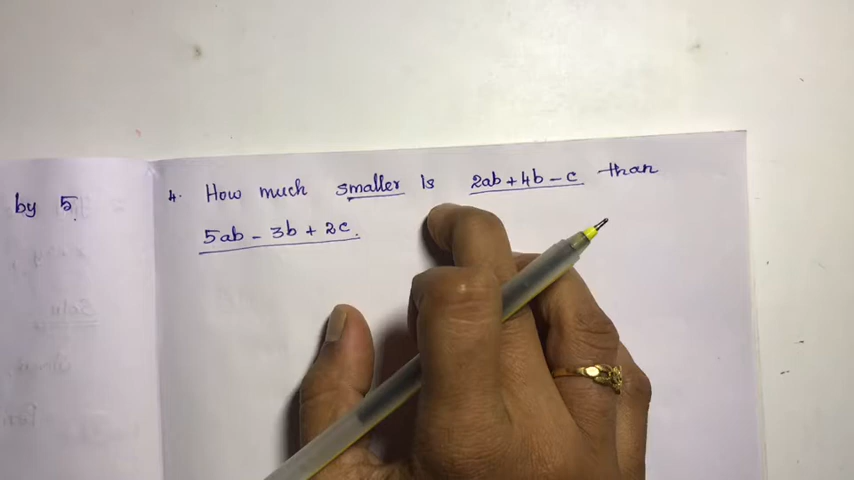 by 5.
4. How much smaller Is 2ab + 4b - c than
5ab - 3b + 2c.